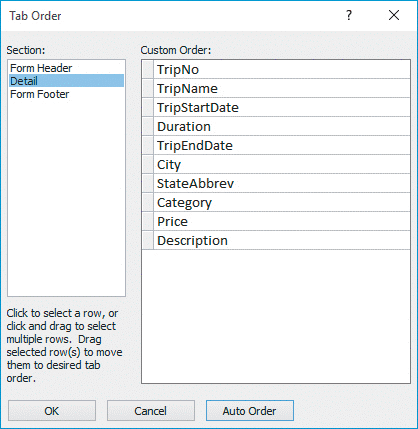 Tab Order
?
Section:
Form Header
Detail
Form Footer
Custom Order:
TripNo
TripName
TripStartDate
Duration
TripEndDate
City
StateAbbrev
Category
Price
Description
Click to select a row, or
click and drag to select
multiple rows. Drag
selected row(s) to move
them to desired tab
order.
OK
Cancel
Auto Order